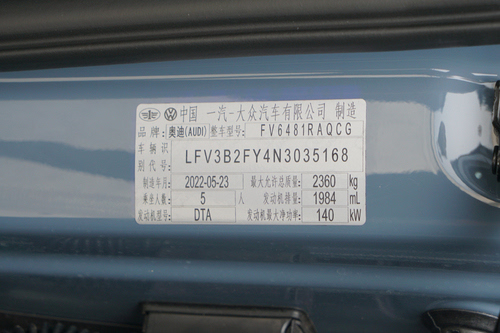 中国 一汽-大众汽车有限公司 制造
品牌 奥迪(AUDI) 整车型号 FV6481RAQCG
车辆识别代号 LFV3B2FY4N3035168
制造年月 2022-05-23 最大允许总质量 2360 kg
乘坐人数 5 人 发动机排量 1984 mL
发动机型号 DTA 发动机最大净功率 140 kW